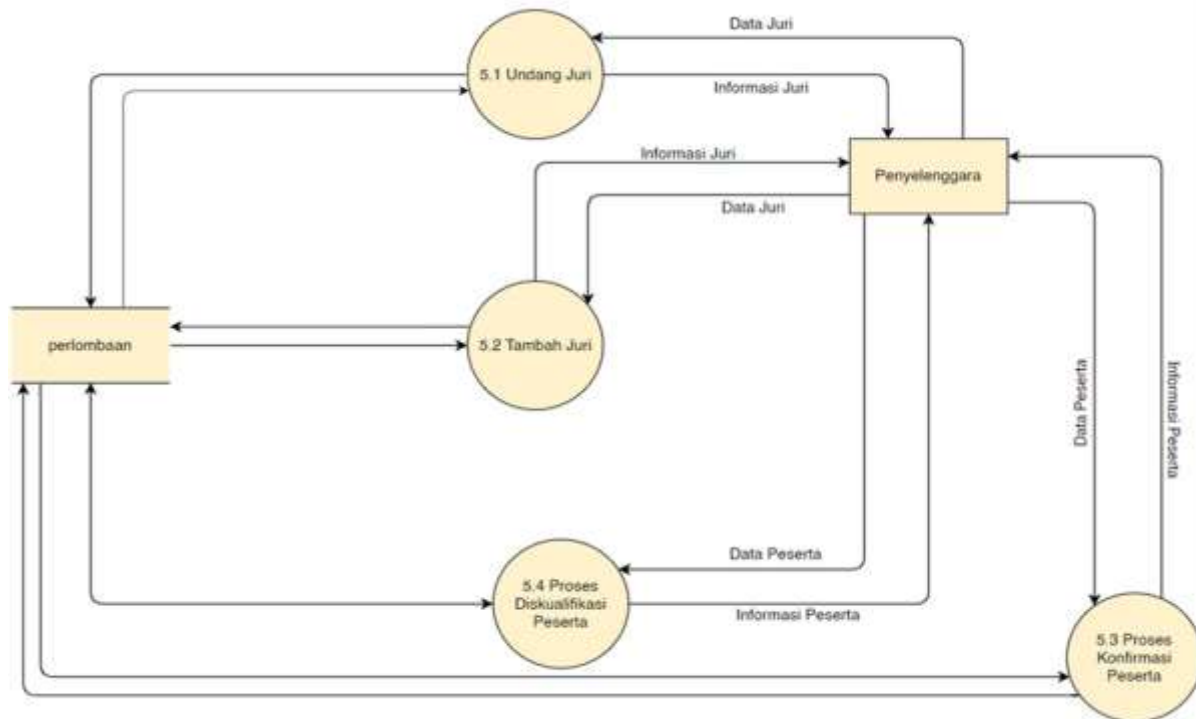 Data Juri
5.1 Undang Juri
Informasi Juri
Informasi Juri
Penyelenggara
Data Juri
perlombaan
5.2 Tambah Juri
Data Peserta
Informasi Peserta
Data Peserta
5.4 Proses
Diskualifikasi
Peserta
Informasi Peserta
5.3 Proses
Konfirmasi
Peserta